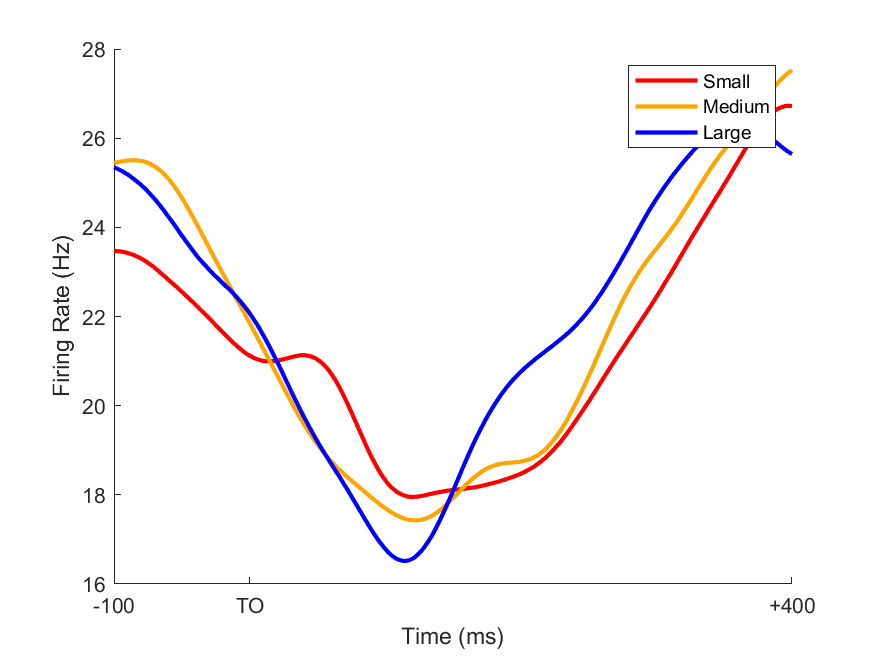 28
26
24
22
20
18
16
Firing Rate (Hz)
Small
Medium
Large
-100
TO
+400
Time (ms)